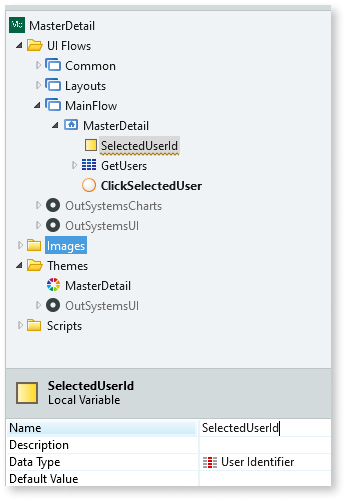 Mc MasterDetail
UI Flows
Common
Layouts
MainFlow
MasterDetail
SelectedUserId
GetUsers
ClickSelectedUser
OutSystemsCharts
OutSystemsUI
Images
Themes
MasterDetail
OutSystemsUI
Scripts
SelectedUserId
Local Variable
Name SelectedUserId
Description
Data Type User Identifier
Default Value